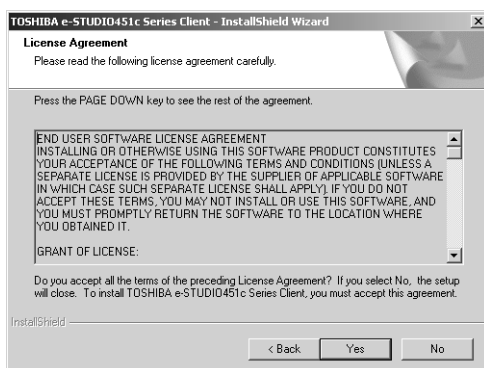 TOSHIBA e-STUDIO451c Series Client - InstallShield Wizard
License Agreement
Please read the following license agreement carefully.
Press the PAGE DOWN key to see the rest of the agreement.
END USER SOFTWARE LICENSE AGREEMENT
INSTALLING OR OTHERWISE USING THIS SOFTWARE PRODUCT CONSTITUTES
YOUR ACCEPTANCE OF THE FOLLOWING TERMS AND CONDITIONS (UNLESS A
SEPARATE LICENSE IS PROVIDED BY THE SUPPLIER OF APPLICABLE SOFTWARE
IN WHICH CASE SUCH SEPARATE LICENSE SHALL APPLY). IF YOU DO NOT
ACCEPT THESE TERMS, YOU MAY NOT INSTALL OR USE THIS SOFTWARE, AND
YOU MUST PROMPTLY RETURN THE SOFTWARE TO THE LOCATION WHERE
YOU OBTAINED IT.
GRANT OF LICENSE:
Do you accept all the terms of the preceding License Agreement? If you select No, the setup
will close. To install TOSHIBA e-STUDIO451c Series Client, you must accept this agreement.
InstallShield
< Back Yes No